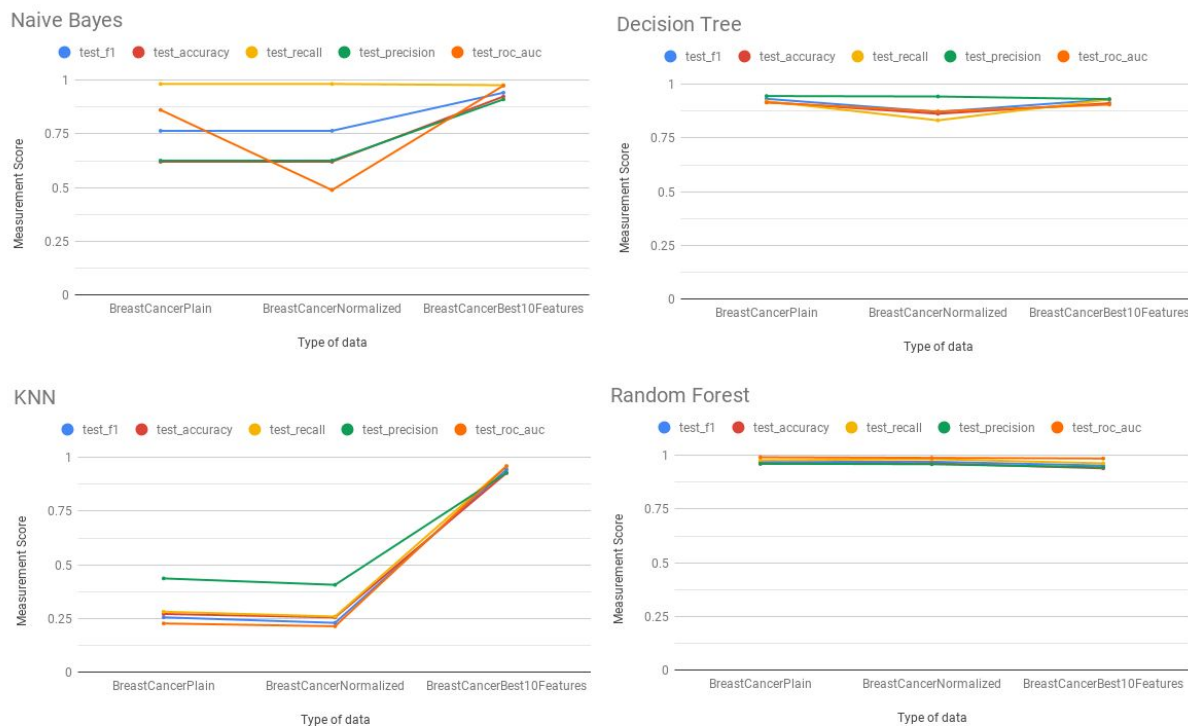 Naive Bayes
test_f1 test_accuracy test_recall test_precision test_roc_auc
1
0.75
0.5
0.25
0
Measurement Score
BreastCancerPlain BreastCancerNormalized BreastCancerBest10Features
Type of data
Decision Tree
test_f1 test_accuracy test_recall test_precision test_roc_auc
1
0.75
0.5
0.25
0
Measurement Score
BreastCancerPlain BreastCancerNormalized BreastCancerBest10Features
Type of data
KNN
test_f1 test_accuracy test_recall test_precision test_roc_auc
1
0.75
0.5
0.25
0
Measurement Score
BreastCancerPlain BreastCancerNormalized BreastCancerBest10Features
Type of data
Random Forest
test_f1 test_accuracy test_recall test_precision test_roc_auc
1
0.75
0.5
0.25
0
Measurement Score
BreastCancerPlain BreastCancerNormalized BreastCancerBest10Features
Type of data